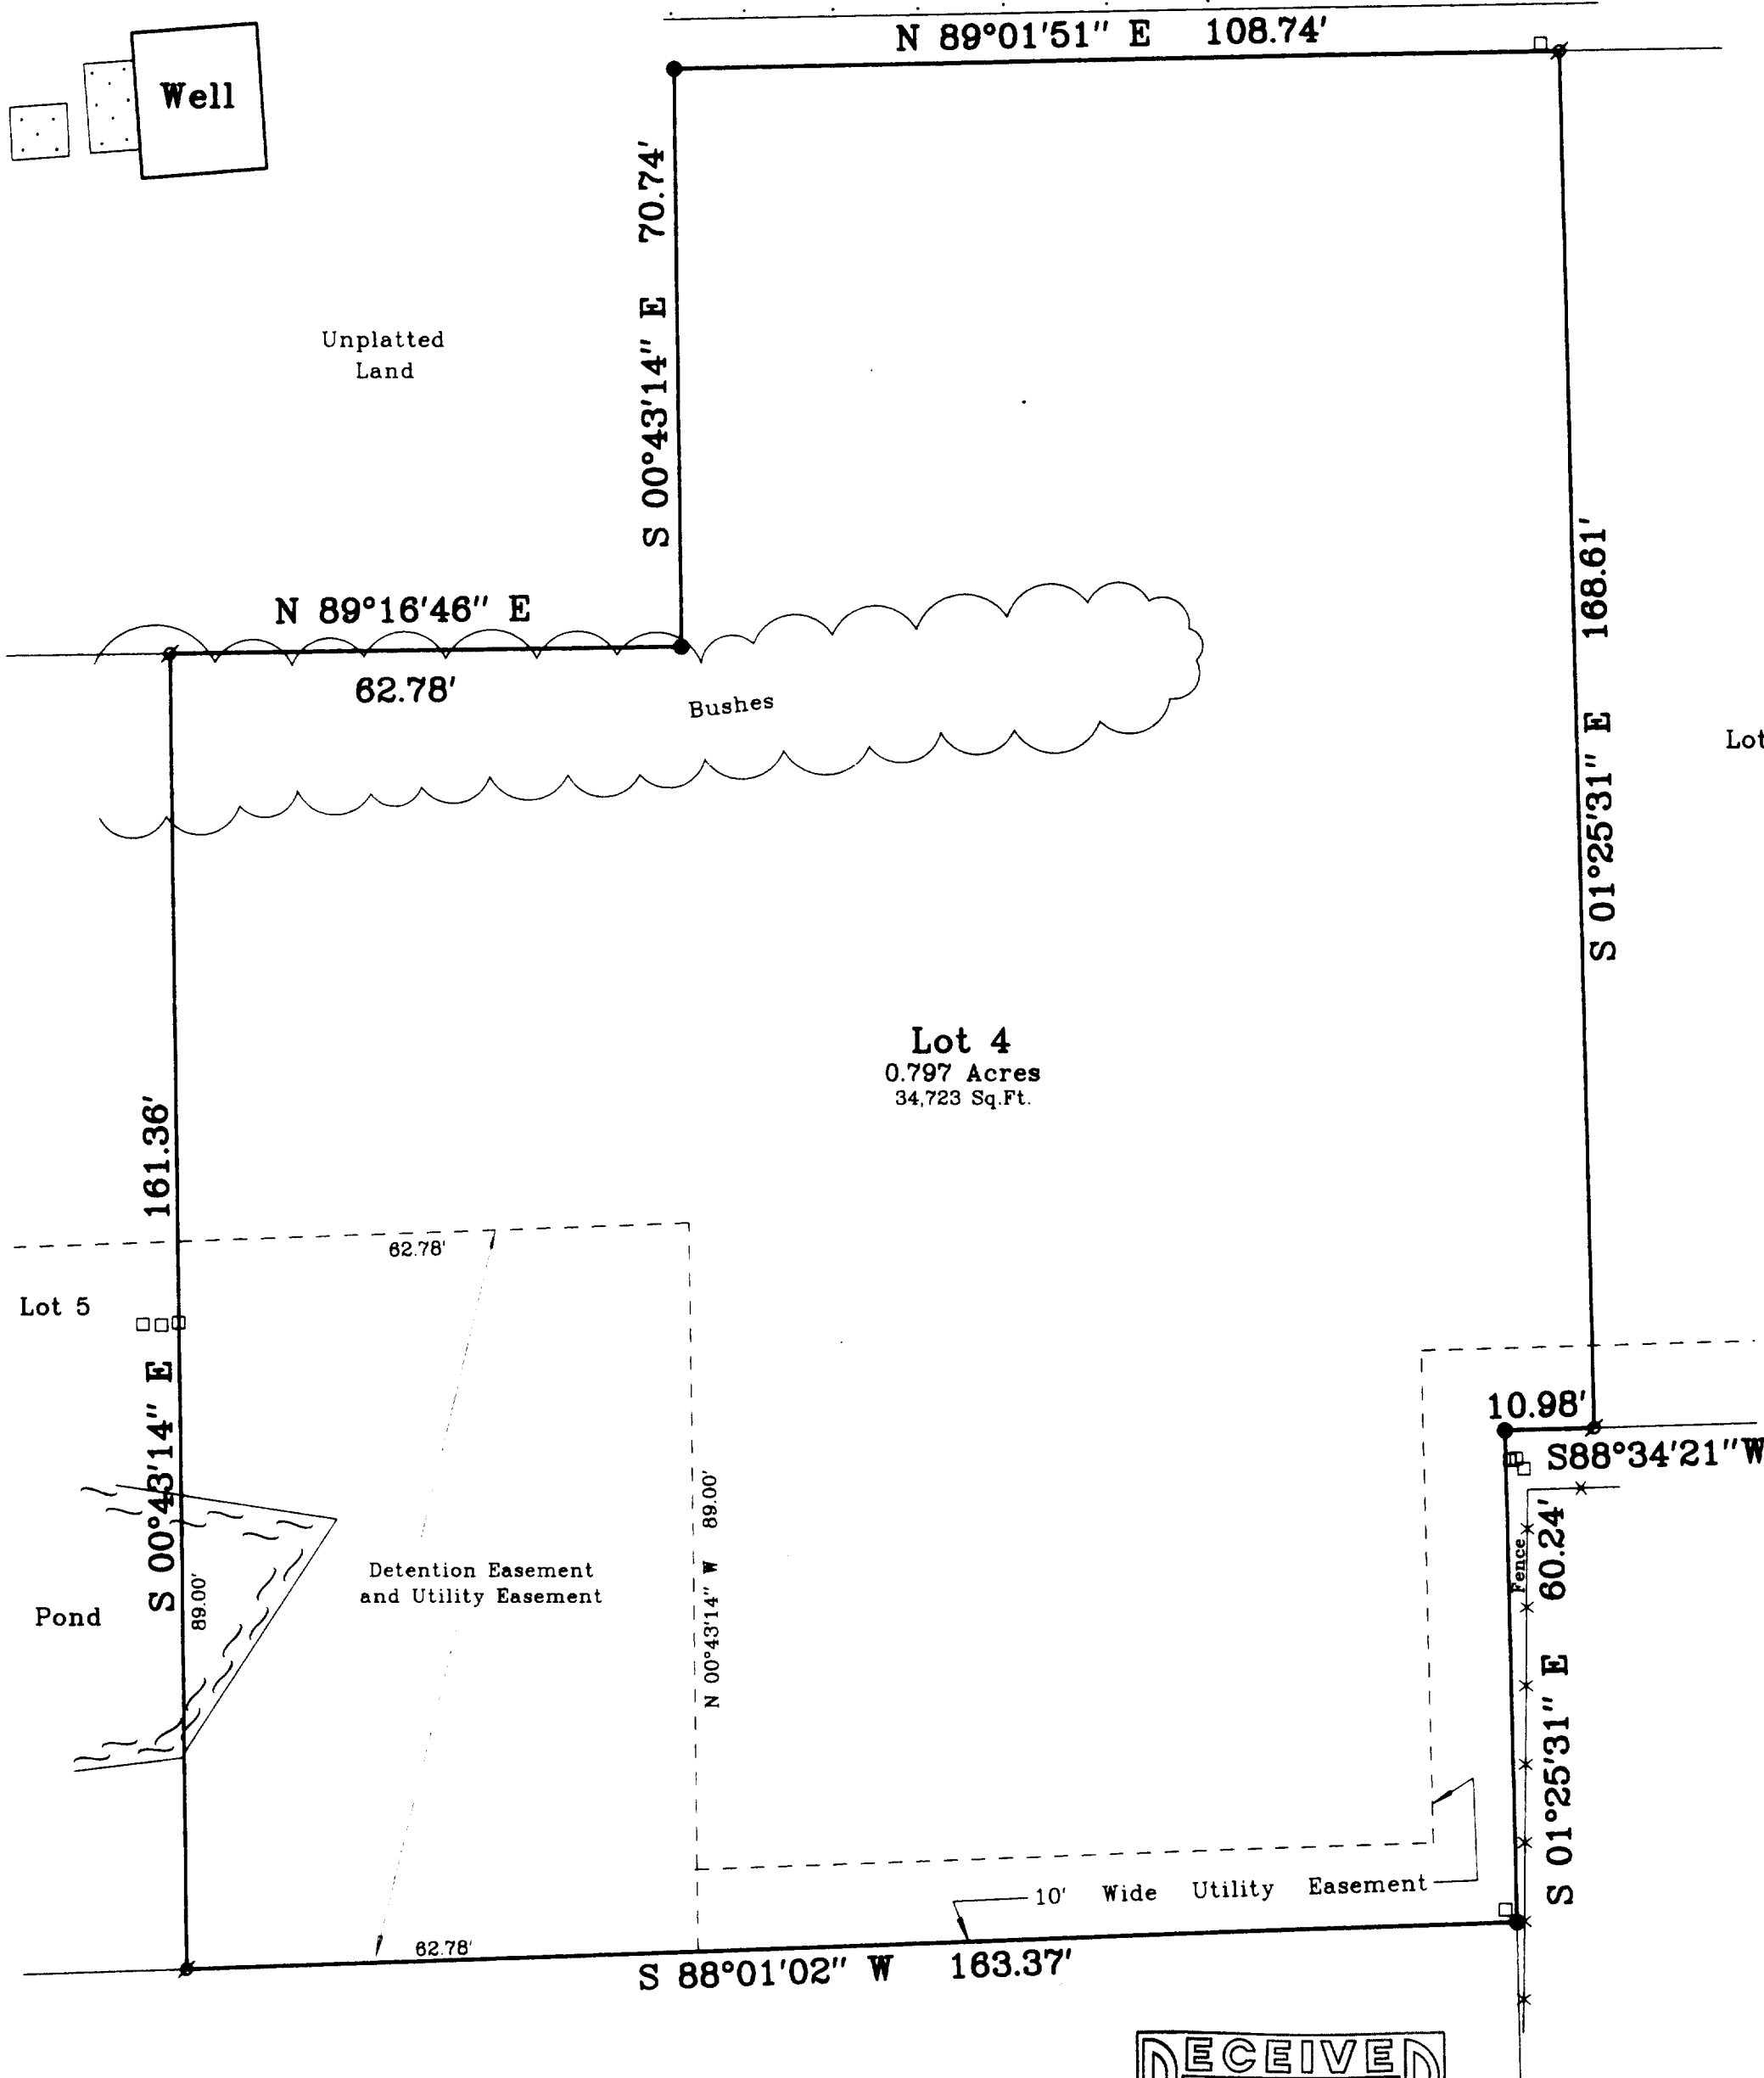 N 89°01'51" E 108.74'
Well
S 00°43'14" E 70.74'
Unplatted
Land
N 89°16'46" E
62.78'
Bushes
S 01°25'31" E 168.61'
Lot
Lot 4
0.797 Acres
34,723 Sq.Ft.
S 00°43'14" E 161.36'
62.78'
Lot 5
10.98'
S88°34'21"W
Detention Easement
and Utility Easement
N 00°43'14" W 89.00'
Fence
S 01°25'31" E 60.24'
Pond
89.00'
10' Wide Utility Easement
62.78'
S 88°01'02" W 163.37'
RECEIVED